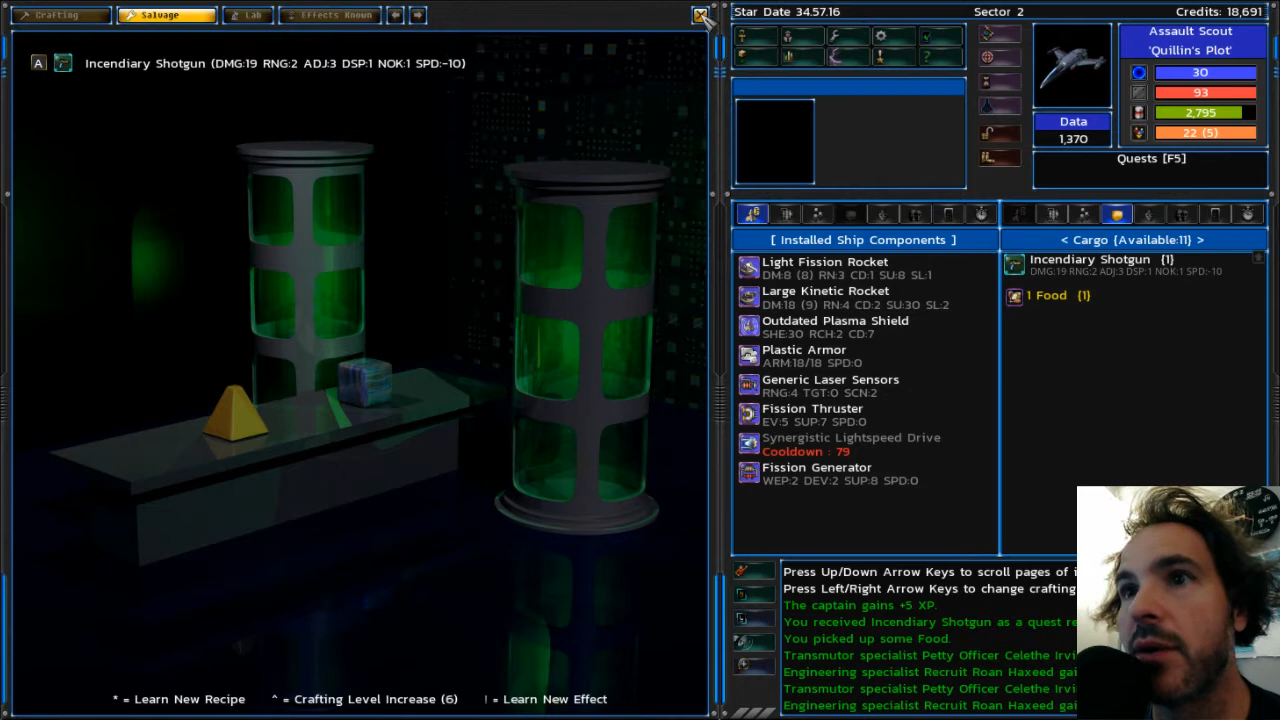 Crafting
Salvage
Lab
Effects Known
A
Incendiary Shotgun (DMG:19 RNG:2 ADJ:3 DSP:1 NOK:1 SPD:-10)
* = Learn New Recipe
^ = Crafting Level Increase (6)
| = Learn New Effect
Star Date 34.57.16
Sector 2
Credits: 18,691
Assault Scout
'Quillin's Plot'
30
93
2,795
22 (5)
Data
1,370
Quests [F5]
[ Installed Ship Components ]
Light Fission Rocket
DM:8 (8) RN:3 CD:1 SU:8 SL:1
Large Kinetic Rocket
DM:18 (9) RN:4 CD:2 SU:30 SL:2
Outdated Plasma Shield
SHE:30 RCH:2 CD:7
Plastic Armor
ARM:18/18 SPD:0
Generic Laser Sensors
RNG:4 TGT:0 SCN:2
Fission Thruster
EV:5 SUP:7 SPD:0
Synergistic Lightspeed Drive
Cooldown : 79
Fission Generator
WEP:2 DEV:2 SUP:8 SPD:0
< Cargo {Available:11} >
Incendiary Shotgun {1}
DMG:19 RNG:2 ADJ:3 DSP:1 NOK:1 SPD:-10
1 Food {1}
Press Up/Down Arrow Keys to scroll pages of
Press Left/Right Arrow Keys to change crafting
The captain gains +5 XP.
You received Incendiary Shotgun as a quest
You picked up some Food.
Transmutor specialist Petty Officer Celethe
Engineering specialist Recruit Roan Haxeed
Transmutor specialist Petty Officer Celethe
Engineering specialist Recruit Roan Haxeed